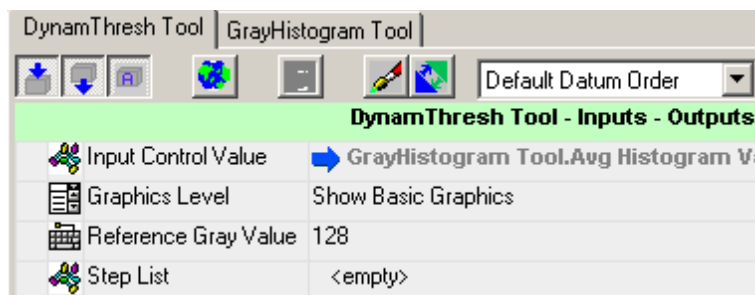 DynamThresh Tool GrayHistogram Tool
A Default Datum Order
DynamThresh Tool - Inputs - Outputs
Input Control Value GrayHistogram Tool.Avg Histogram
Graphics Level Show Basic Graphics
Reference Gray Value 128
Step List <empty>